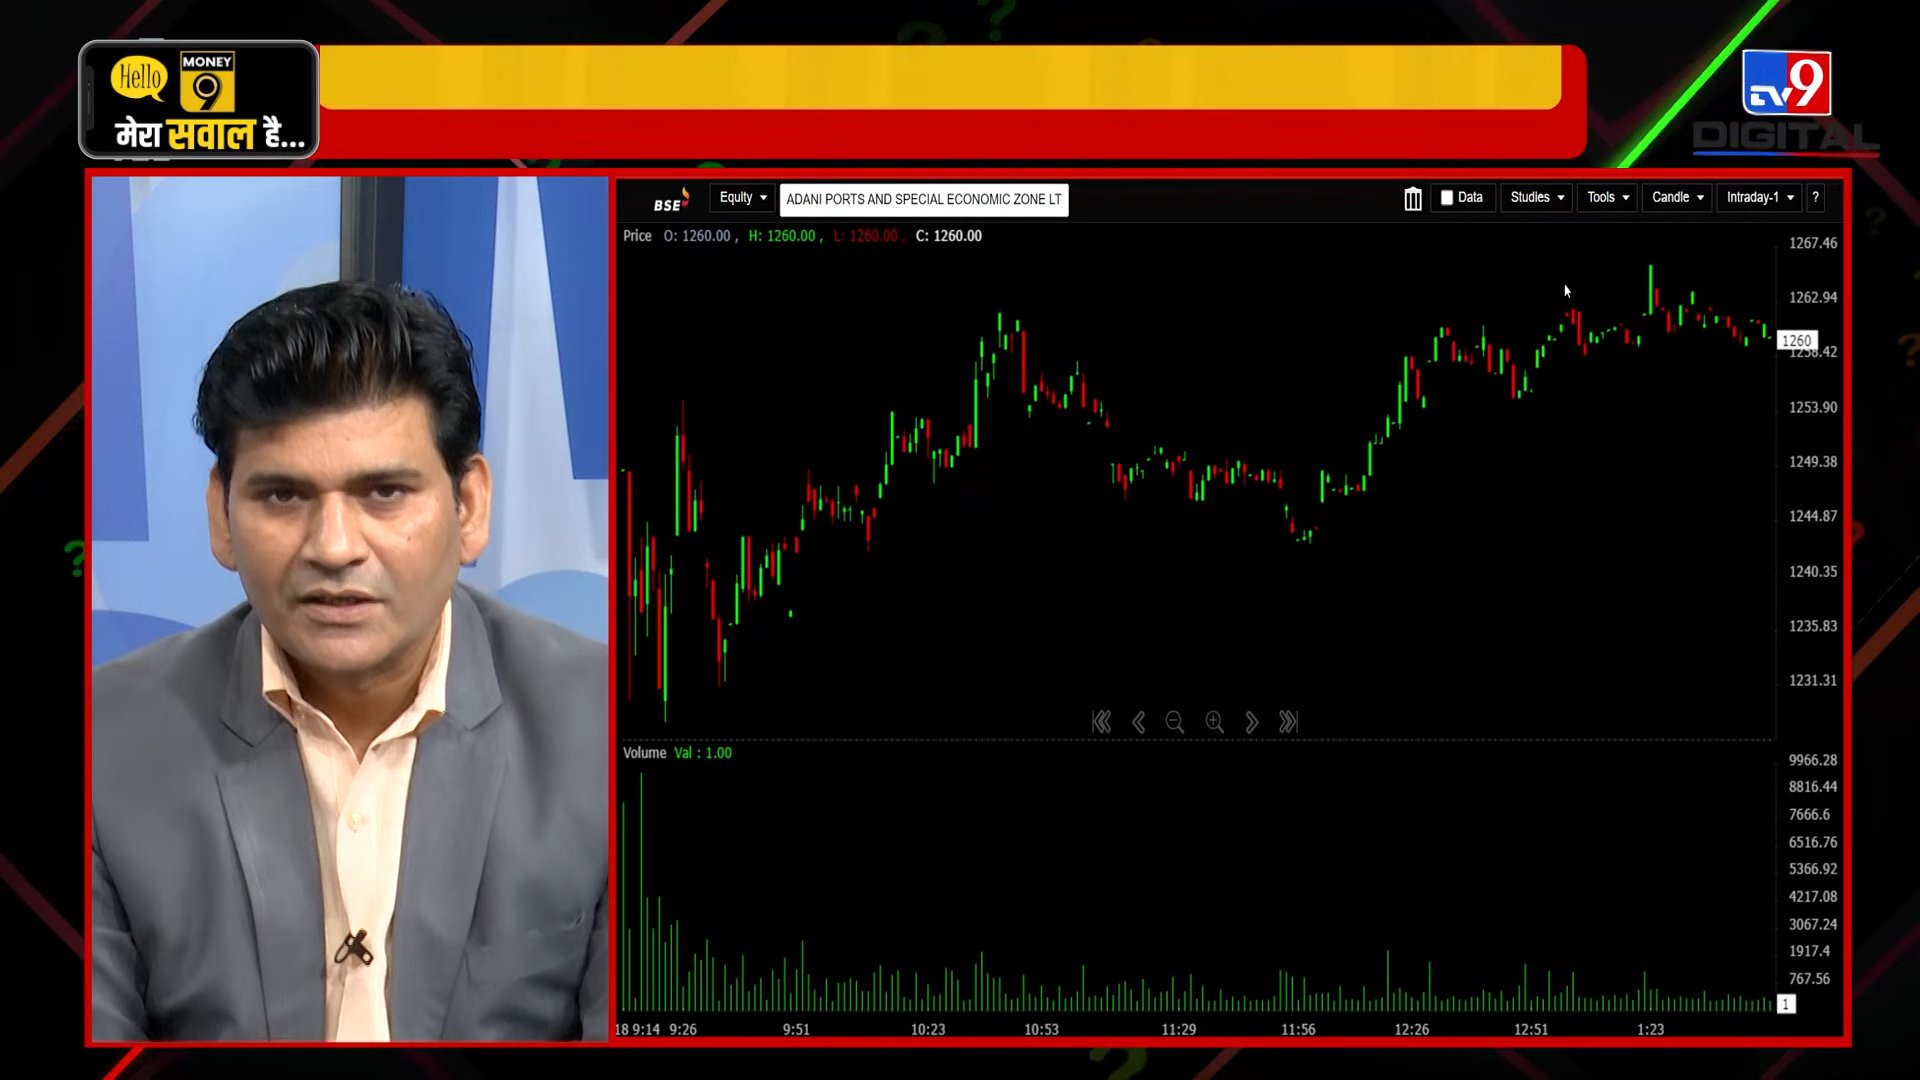 Hello
MONEY
9
मेरा सवाल है...
TV9
DIGITAL
BSE
Equity
ADANI PORTS AND SPECIAL ECONOMIC ZONE LT
Data
Studies
Tools
Candle
Intraday-1
?
Price O: 1260.00 , H: 1260.00 , L: 1260.00 , C: 1260.00
1267.46
1262.94
1260
1258.42
1253.90
1249.38
1244.87
1240.35
1235.83
1231.31
Volume Val : 1.00
9966.28
8816.44
7666.6
6516.76
5366.92
4217.08
3067.24
1917.4
767.56
1
18 9:14 9:26 9:51 10:23 10:53 11:29 11:56 12:26 12:51 1:23